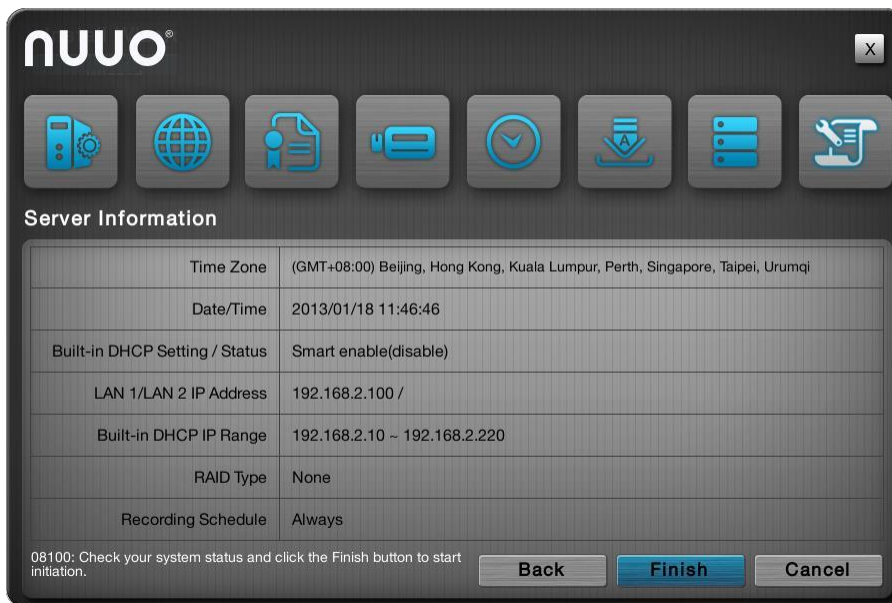 nuuo®
X
A
Server Information
Time Zone (GMT+08:00) Beijing, Hong Kong, Kuala Lumpur, Perth, Singapore, Taipei, Urumqi
Date/Time 2013/01/18 11:46:46
Built-in DHCP Setting / Status Smart enable(disable)
LAN 1/LAN 2 IP Address 192.168.2.100 /
Built-in DHCP IP Range 192.168.2.10 ~ 192.168.2.220
RAID Type None
Recording Schedule Always
08100: Check your system status and click the Finish button to start
initiation.
Back Finish Cancel